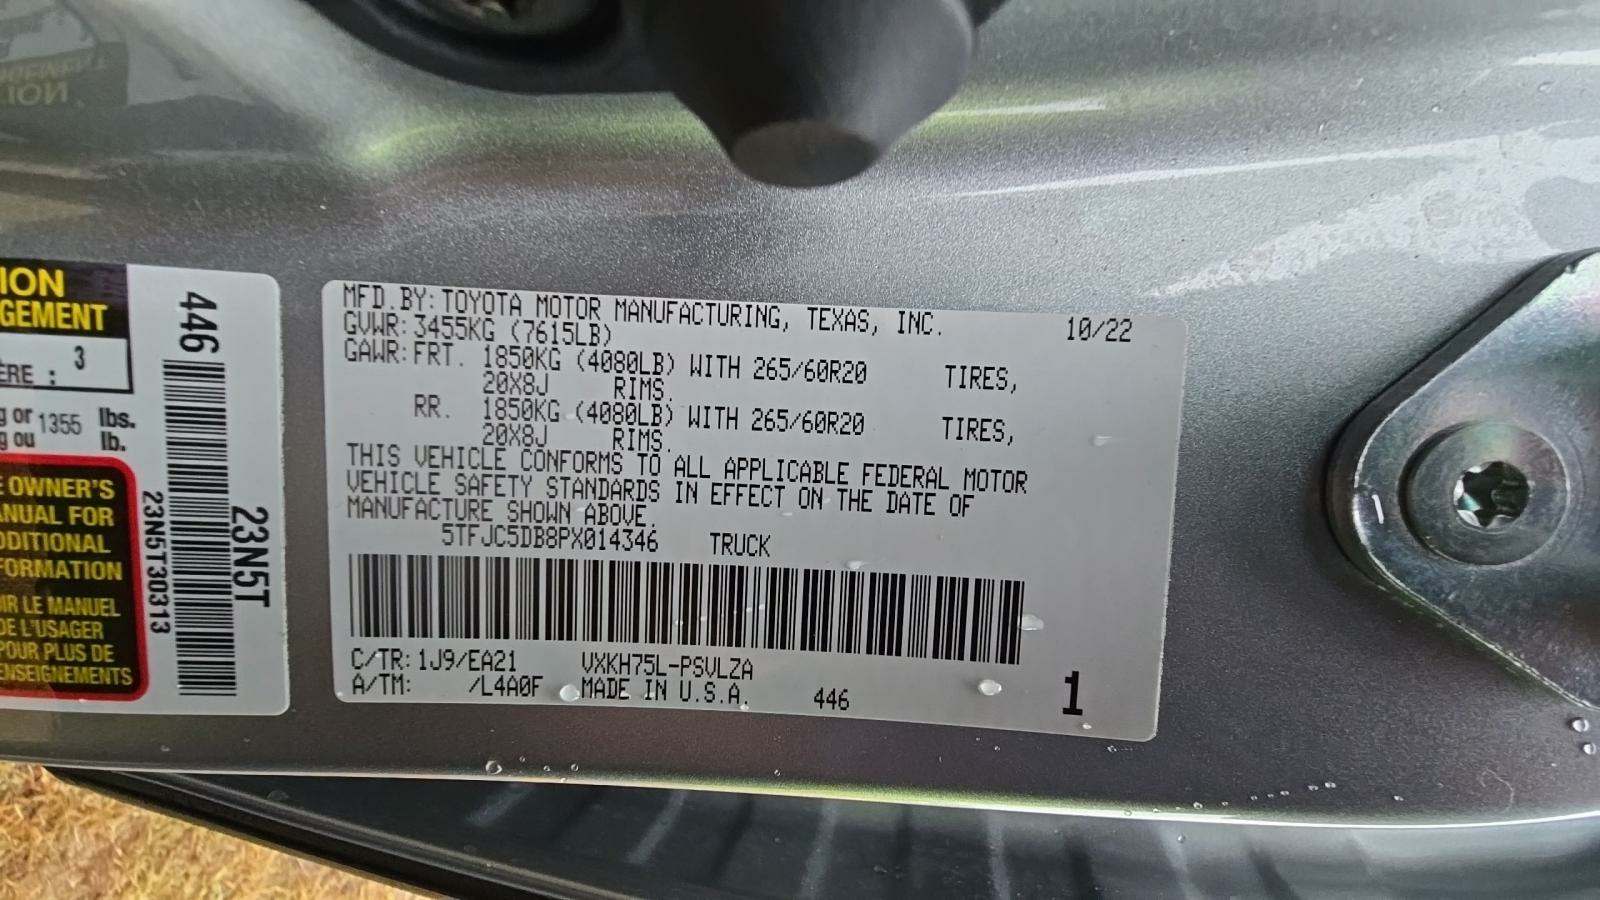 ION
GEMENT
ÈRE : 3
g or 1355 lbs.
g ou lb.
E OWNER'S
ANUAL FOR
DDITIONAL
FORMATION
IR LE MANUEL
DE L'USAGER
POUR PLUS DE
ENSEIGNEMENTS
446
23N5T30313
23N5T
MFD.BY: TOYOTA MOTOR MANUFACTURING, TEXAS, INC. 10/22
GVWR: 3455KG (7615LB)
GAWR: FRT. 1850KG (4080LB) WITH 265/60R20 TIRES,
20X8J RIMS.
RR. 1850KG (4080LB) WITH 265/60R20 TIRES,
20X8J RIMS.
THIS VEHICLE CONFORMS TO ALL APPLICABLE FEDERAL MOTOR
VEHICLE SAFETY STANDARDS IN EFFECT ON THE DATE OF
MANUFACTURE SHOWN ABOVE.
5TFJC5DB8PX014346 TRUCK
C/TR: 1J9/EA21 VXKH75L-PSVLZA
A/TM: /L4A0F MADE IN U.S.A. 446
1